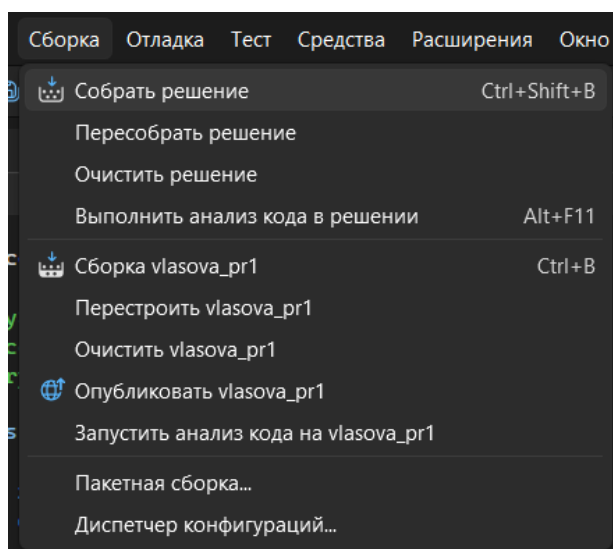 Сборка Отладка Тест Средства Расширения Окно
Собрать решение Ctrl+Shift+B
Пересобрать решение
Очистить решение
Выполнить анализ кода в решении Alt+F11
Сборка vlasova_pr1 Ctrl+B
Перестроить vlasova_pr1
Очистить vlasova_pr1
Опубликовать vlasova_pr1
Запустить анализ кода на vlasova_pr1
Пакетная сборка...
Диспетчер конфигураций...